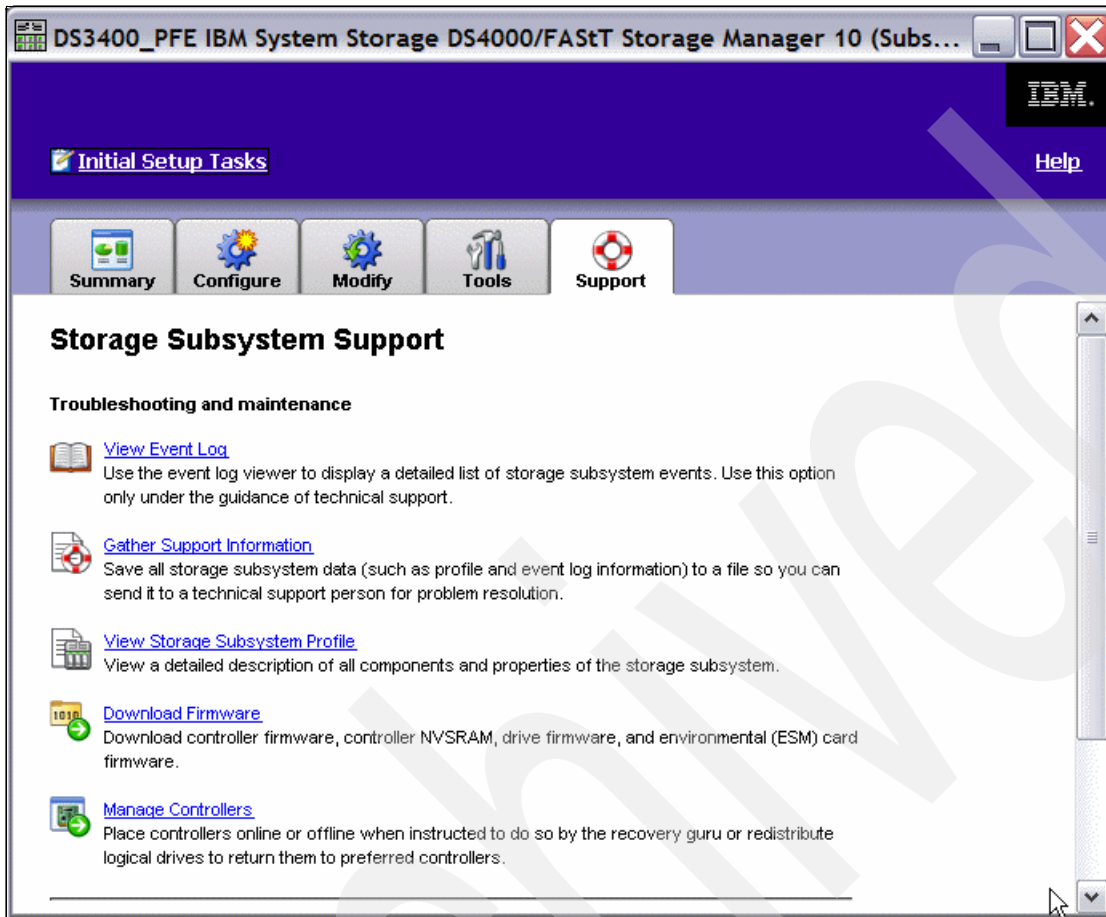 DS3400_PFE IBM System Storage DS4000/FAStT Storage Manager 10 (Subs...
IBM.
Initial Setup Tasks
Help
Summary
Configure
Modify
Tools
Support
Storage Subsystem Support
Troubleshooting and maintenance
View Event Log
Use the event log viewer to display a detailed list of storage subsystem events. Use this option
only under the guidance of technical support.
Gather Support Information
Save all storage subsystem data (such as profile and event log information) to a file so you can
send it to a technical support person for problem resolution.
View Storage Subsystem Profile
View a detailed description of all components and properties of the storage subsystem.
1010
Download Firmware
Download controller firmware, controller NVSRAM, drive firmware, and environmental (ESM) card
firmware.
Manage Controllers
Place controllers online or offline when instructed to do so by the recovery guru or redistribute
logical drives to return them to preferred controllers.
hived